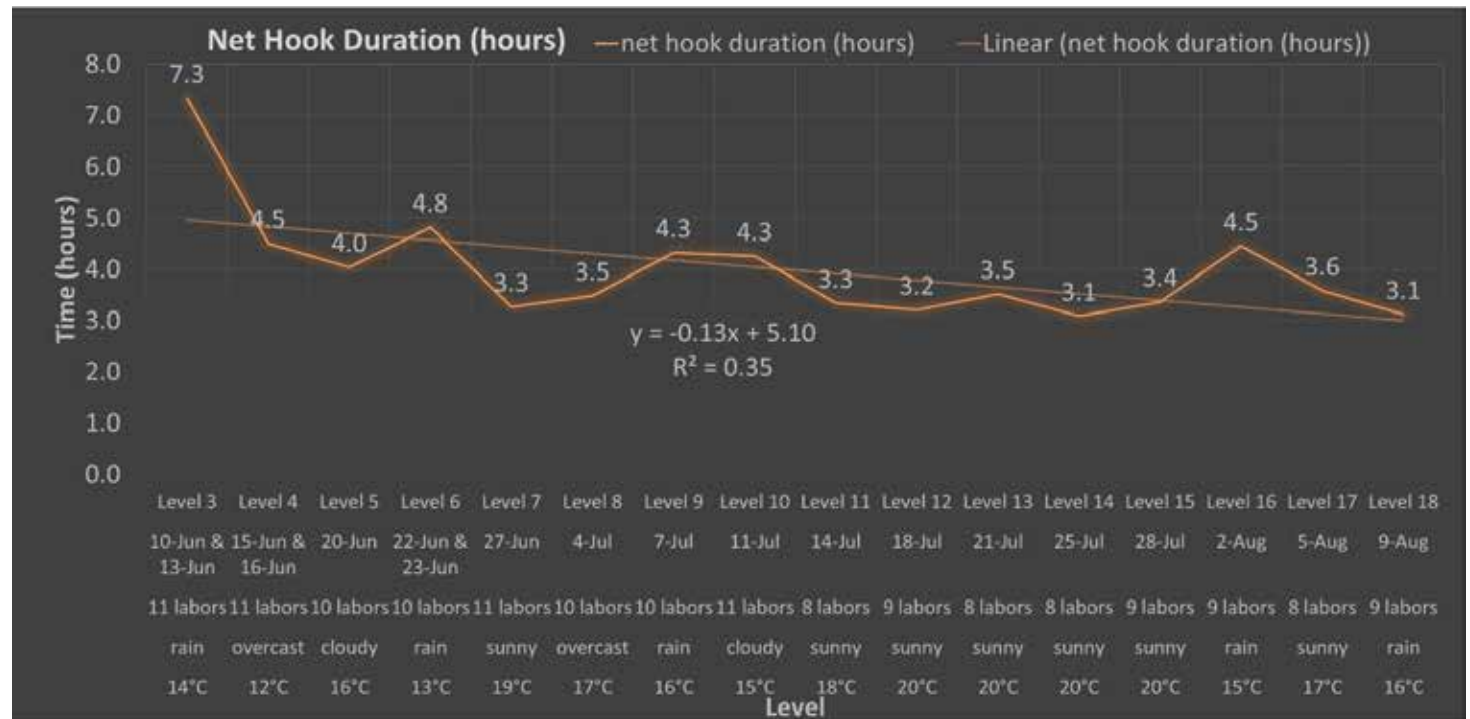 Net Hook Duration (hours) net hook duration (hours) Linear (net hook duration (hours))
8.0
7.0
6.0
5.0
4.0
3.0
2.0
1.0
0.0
Time (hours)
7.3
4.5
4.0
4.8
3.3
3.5
4.3
4.3
3.3
3.2
3.5
3.1
3.4
4.5
3.6
3.1
y = -0.13x + 5.10
R² = 0.35
Level 3 Level 4 Level 5 Level 6 Level 7 Level 8 Level 9 Level 10 Level 11 Level 12 Level 13 Level 14 Level 15 Level 16 Level 17 Level 18
10-Jun & 15-Jun & 20-Jun 22-Jun & 27-Jun 4-Jul 7-Jul 11-Jul 14-Jul 18-Jul 21-Jul 25-Jul 28-Jul 2-Aug 5-Aug 9-Aug
13-Jun 16-Jun 23-Jun
11 labors 11 labors 10 labors 10 labors 11 labors 10 labors 10 labors 11 labors 8 labors 9 labors 8 labors 8 labors 9 labors 9 labors 8 labors 9 labors
rain overcast cloudy rain sunny overcast rain cloudy sunny sunny sunny sunny sunny rain sunny rain
14°C 12°C 16°C 13°C 19°C 17°C 16°C 15°C 18°C 20°C 20°C 20°C 20°C 15°C 17°C 16°C
Level